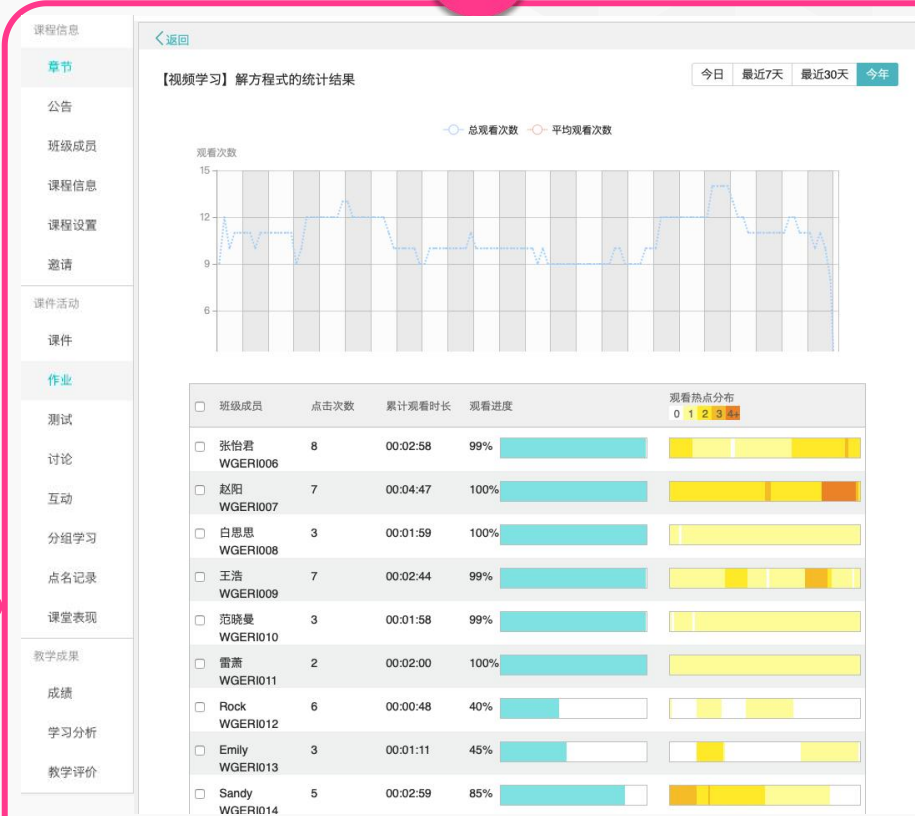 课程信息
章节
公告
班级成员
课程信息
课程设置
邀请
课件活动
课件
作业
测试
讨论
互动
分组学习
点名记录
课堂表现
教学成果
成绩
学习分析
教学评价
返回
【视频学习】解方程式的统计结果
今日 最近7天 最近30天 今年
总观看次数 平均观看次数
观看次数
15
12
9
6
班级成员 点击次数 累计观看时长 观看进度 观看热点分布
0 1 2 3 4+
张怡君 8 00:02:58 99%
WGERI006
赵阳 7 00:04:47 100%
WGERI007
白思思 3 00:01:59 100%
WGERI008
王浩 7 00:02:44 99%
WGERI009
范晓曼 3 00:01:58 99%
WGERI010
雷萧 2 00:02:00 100%
WGERI011
Rock 6 00:00:48 40%
WGERI012
Emily 3 00:01:11 45%
WGERI013
Sandy 5 00:02:59 85%
WGERI014